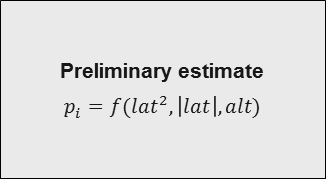 Preliminary estimate
pᵢ = f(lat², |lat|, alt)